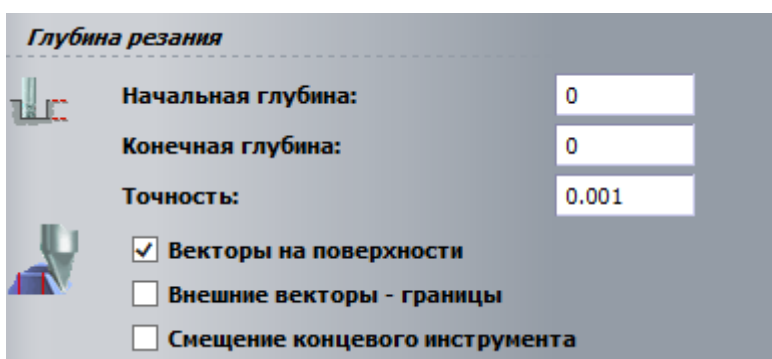 Глубина резания
Начальная глубина: 0
Конечная глубина: 0
Точность: 0.001
Векторы на поверхности
Внешние векторы - границы
Смещение концевого инструмента